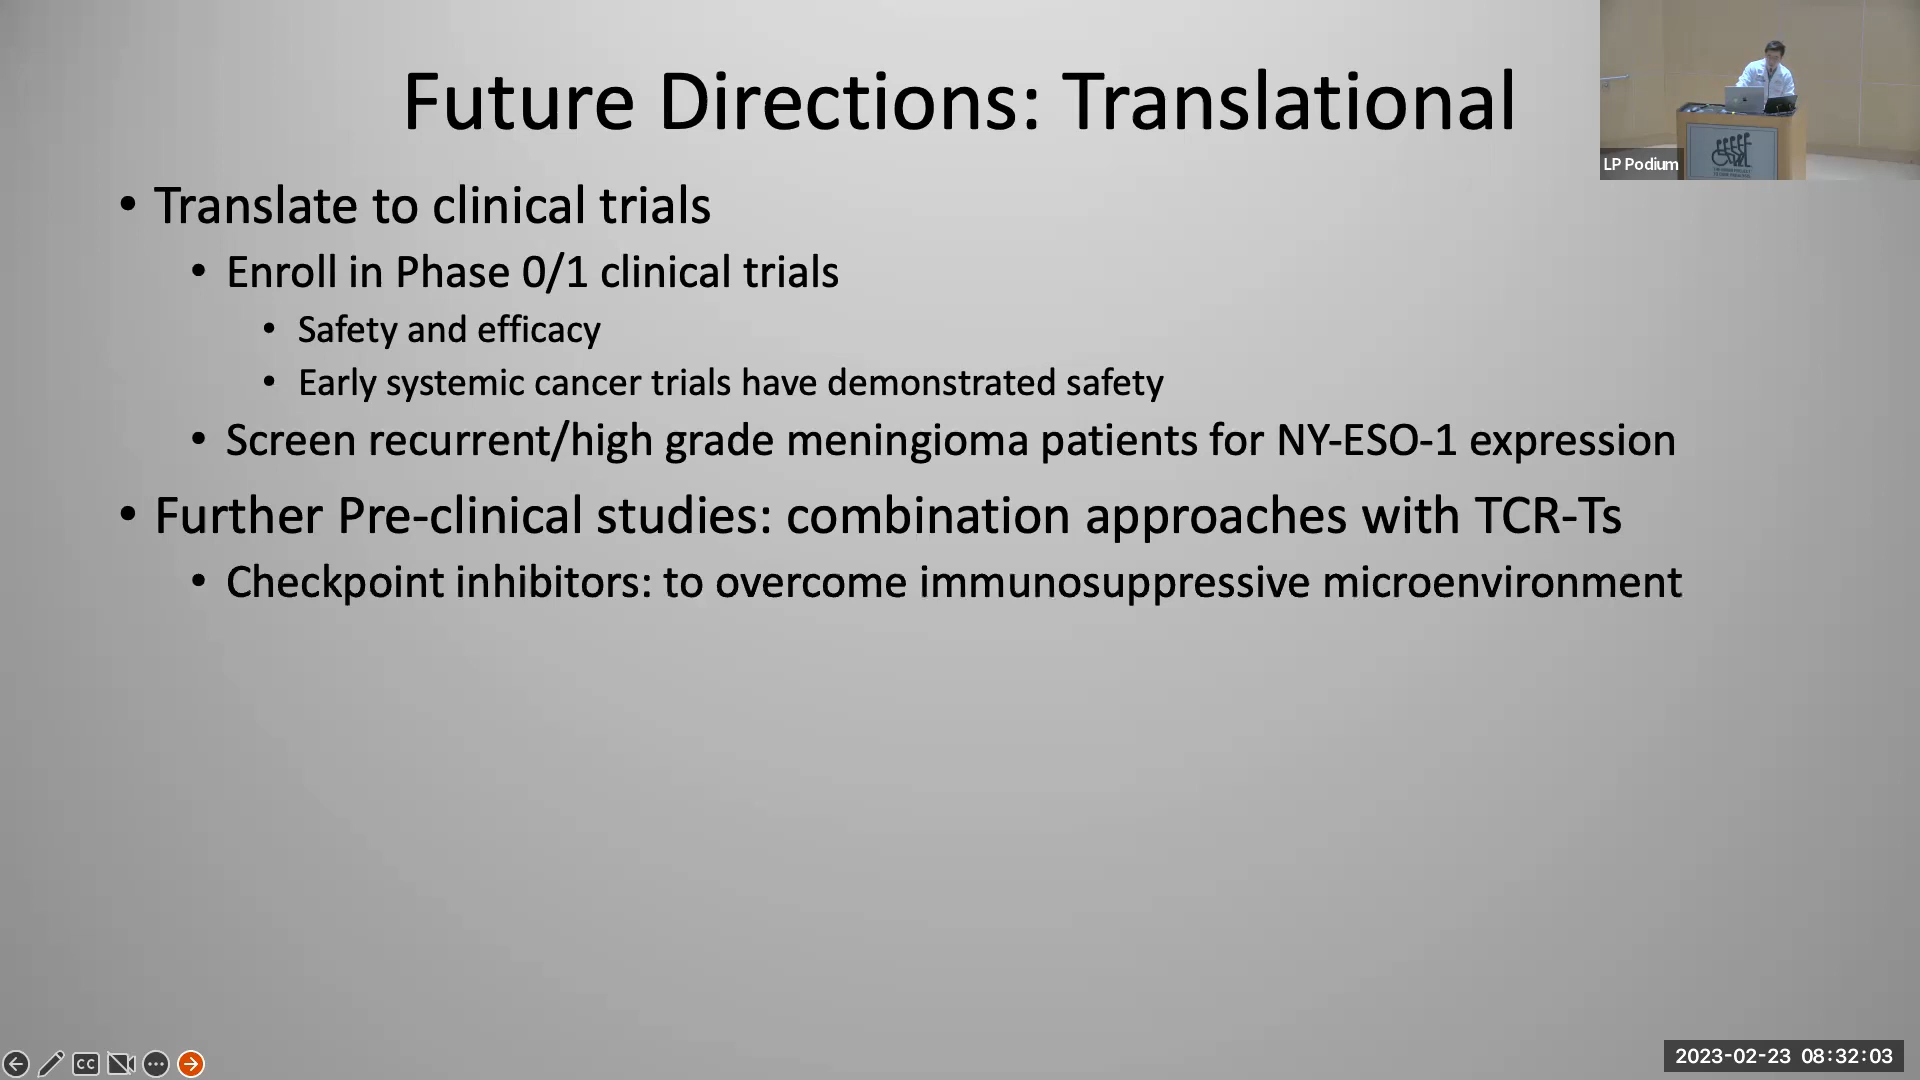 Future Directions: Translational
LP Podium
• Translate to clinical trials
• Enroll in Phase 0/1 clinical trials
• Safety and efficacy
• Early systemic cancer trials have demonstrated safety
• Screen recurrent/high grade meningioma patients for NY-ESO-1 expression
• Further Pre-clinical studies: combination approaches with TCR-Ts
• Checkpoint inhibitors: to overcome immunosuppressive microenvironment
CC
2023-02-23 08:32:03